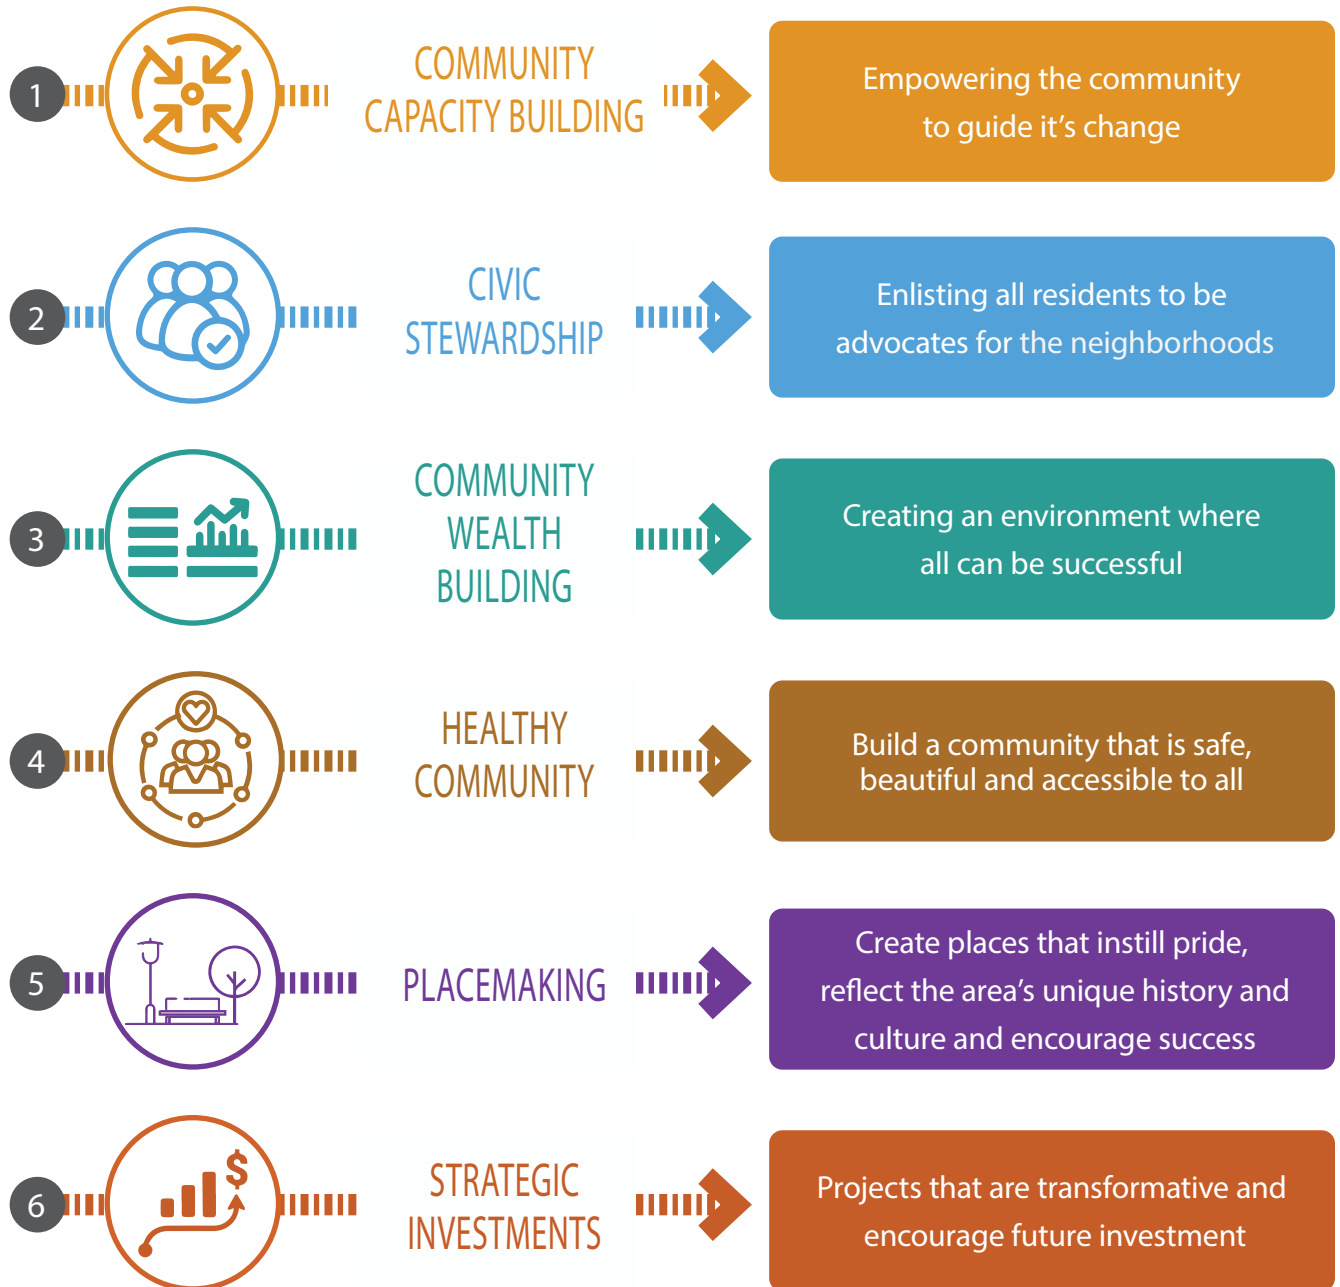 1
COMMUNITY
CAPACITY BUILDING
Empowering the community
to guide it's change
2
CIVIC
STEWARDSHIP
Enlisting all residents to be
advocates for the neighborhoods
3
COMMUNITY
WEALTH
BUILDING
Creating an environment where
all can be successful
4
HEALTHY
COMMUNITY
Build a community that is safe,
beautiful and accessible to all
5
PLACEMAKING
Create places that instill pride,
reflect the area's unique history and
culture and encourage success
6
$
STRATEGIC
INVESTMENTS
Projects that are transformative and
encourage future investment